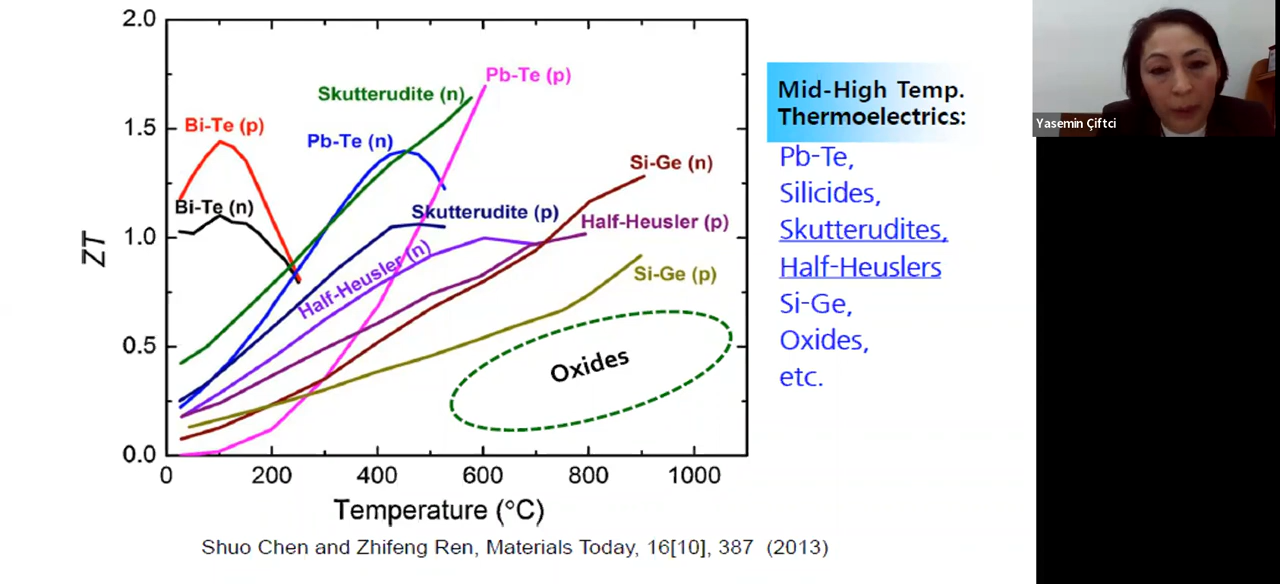 2.0
1.5
1.0
0.5
0.0
ZT
0
200
400
600
800
1000
Temperature (°C)
Pb-Te (p)
Skutterudite (n)
Bi-Te (p)
Pb-Te (n)
Si-Ge (n)
Bi-Te (n)
Skutterudite (p)
Half-Heusler (p)
Half-Heusler (n)
Si-Ge (p)
Oxides
Shuo Chen and Zhifeng Ren, Materials Today, 16[10], 387 (2013)
Mid-High Temp.
Thermoelectrics:
Pb-Te,
Silicides,
Skutterudites,
Half-Heuslers
Si-Ge,
Oxides,
etc.
Yasemin Çiftci